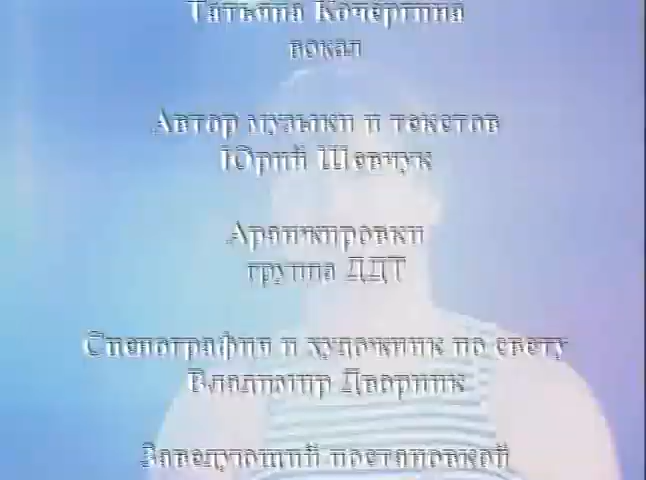 Татьяна Кочергина
вокал
Автор музыки и текстов
Юрий Шевчук
Аранжировки
группа ДДТ
Сценография и художник по свету
Владимир Дворник
Заведующий постановкой